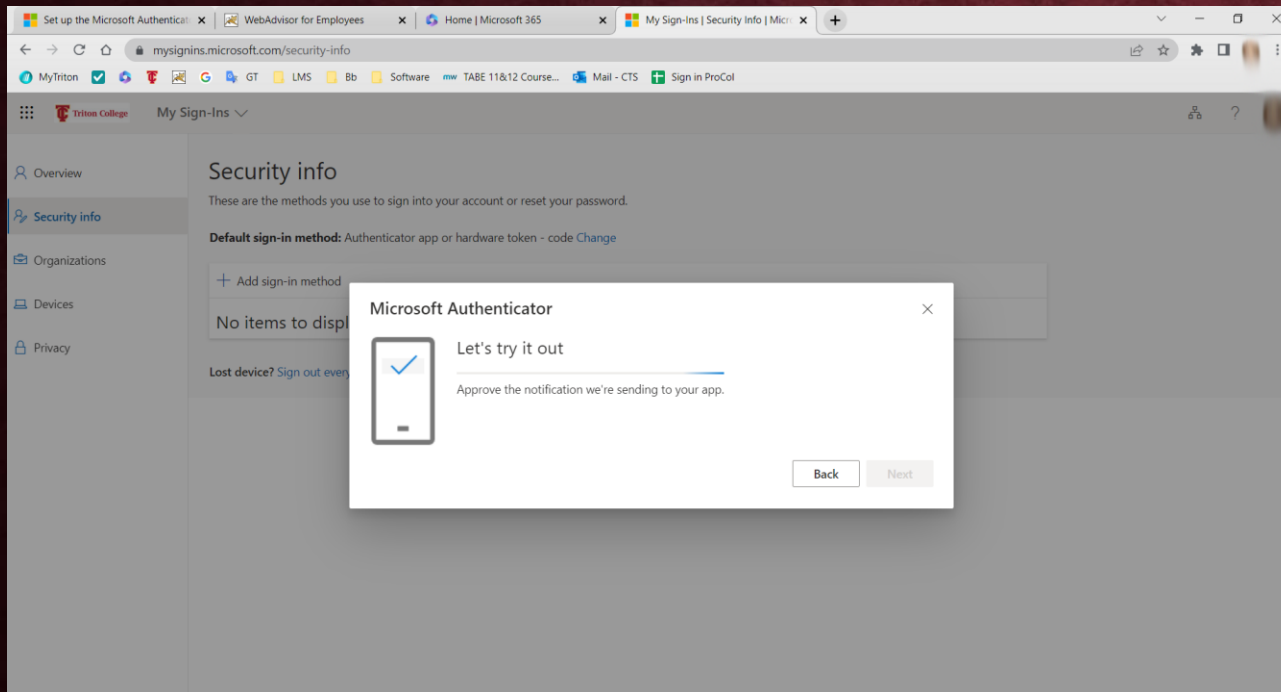 Set up the Microsoft Authenticat
WebAdvisor for Employees
Home | Microsoft 365
My Sign-Ins | Security Info | Micr
mysignins.microsoft.com/security-info
MyTriton
GT
LMS
Bb
Software
mw TABE 11&12 Course...
Mail - CTS
Sign in ProCol
Triton College
My Sign-Ins
?
Overview
Security info
Organizations
Devices
Privacy
Security info
These are the methods you use to sign into your account or reset your password.
Default sign-in method: Authenticator app or hardware token - code Change
+ Add sign-in method
No items to displ
Lost device? Sign out every
Microsoft Authenticator
Let's try it out
Approve the notification we're sending to your app.
Back
Next